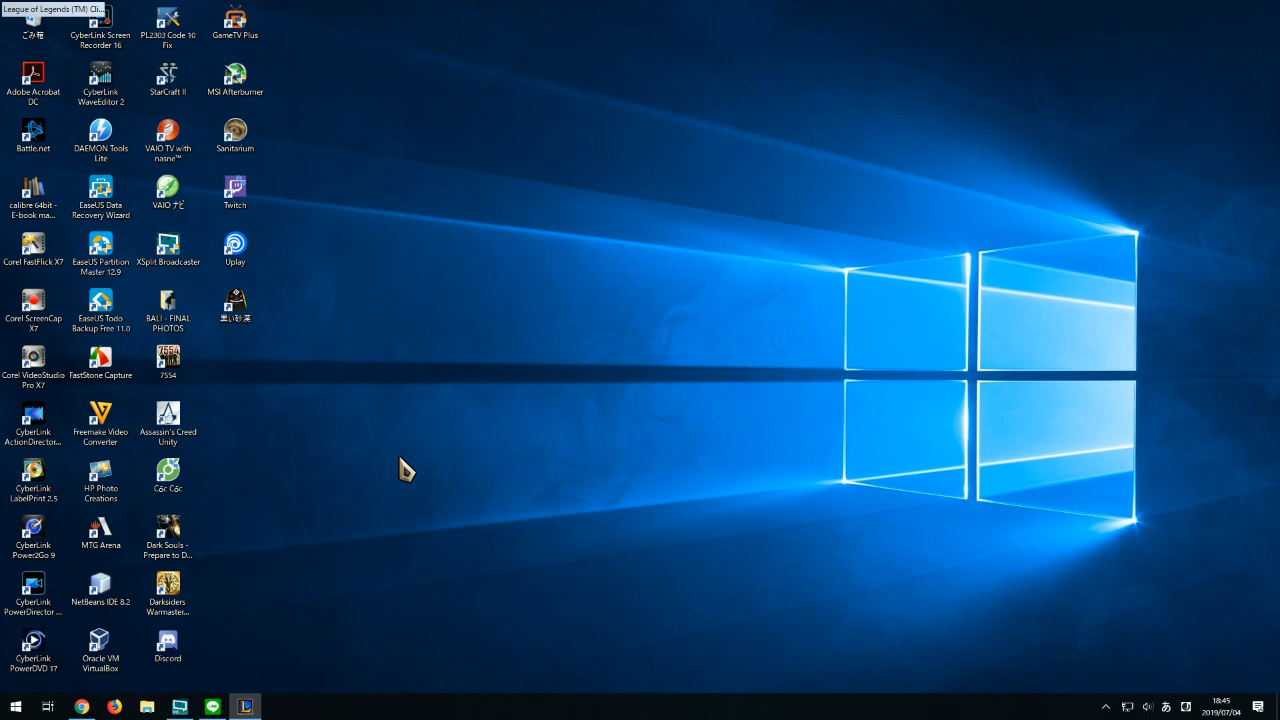 League of Legends (TM) Cli...
ごみ箱
CyberLink Screen
Recorder 16
PL2303 Code 10
Fix
GameTV Plus
Adobe Acrobat
DC
CyberLink
WaveEditor 2
StarCraft II
MSI Afterburner
Battle.net
DAEMON Tools
Lite
VAIO TV with
nasne™
Sanitarium
calibre 64bit -
E-book ma...
EaseUS Data
Recovery Wizard
VAIO ナビ
Twitch
Corel FastFlick X7
EaseUS Partition
Master 12.9
XSplit Broadcaster
Uplay
Corel ScreenCap
X7
EaseUS Todo
Backup Free 11.0
BALI - FINAL
PHOTOS
黒い砂漠
Corel VideoStudio
Pro X7
FastStone Capture
7554
7554
CyberLink
ActionDirector...
Freemake Video
Converter
Assassin's Creed
Unity
CyberLink
LabelPrint 2.5
HP Photo
Creations
Cốc Cốc
CyberLink
Power2Go 9
MTG Arena
Dark Souls -
Prepare to D...
CyberLink
PowerDirector ...
NetBeans IDE 8.2
Darksiders
Warmaster...
CyberLink
PowerDVD 17
Oracle VM
VirtualBox
Discord
あ
18:45
2019/07/04